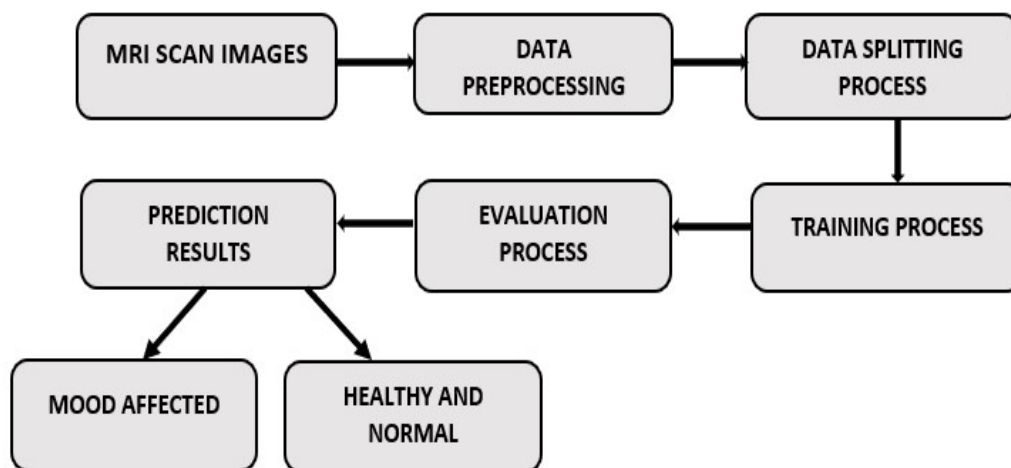 MRI SCAN IMAGES
DATA
PREPROCESSING
DATA SPLITTING
PROCESS
TRAINING PROCESS
EVALUATION
PROCESS
PREDICTION
RESULTS
MOOD AFFECTED
HEALTHY AND
NORMAL